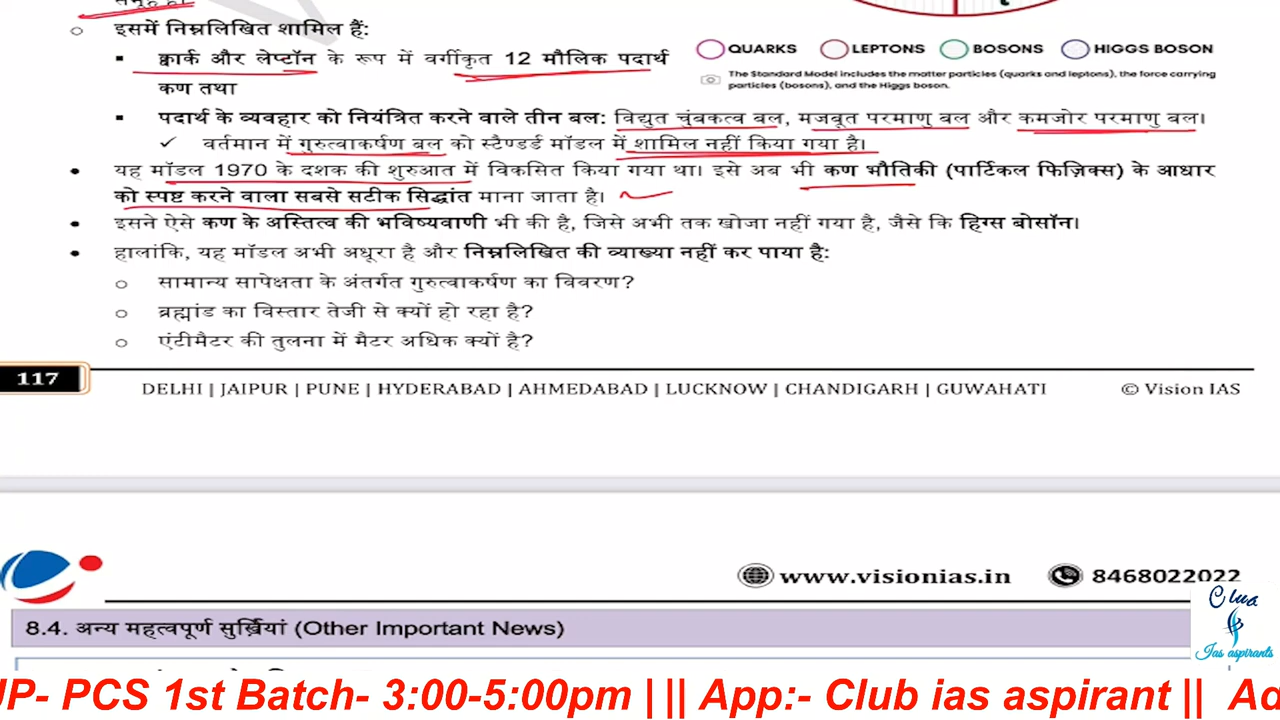 इसमें निम्नलिखित शामिल हैं:
क्वार्क और लेप्टॉन के रूप में वर्गीकृत 12 मौलिक पदार्थ
कण तथा
QUARKS LEPTONS BOSONS HIGGS BOSON
The Standard Model includes the matter particles (quarks and leptons), the force carrying
particles (bosons), and the Higgs boson.
पदार्थ के व्यवहार को नियंत्रित करने वाले तीन बल: विद्युत चुंबकत्व बल, मजबूत परमाणु बल और कमजोर परमाणु बल।
✓ वर्तमान में गुरुत्वाकर्षण बल को स्टैण्डर्ड मॉडल में शामिल नहीं किया गया है।
यह मॉडल 1970 के दशक की शुरुआत में विकसित किया गया था। इसे अब भी कण भौतिकी (पार्टिकल फिज़िक्स) के आधार
को स्पष्ट करने वाला सबसे सटीक सिद्धांत माना जाता है।
इसने ऐसे कण के अस्तित्व की भविष्यवाणी भी की है, जिसे अभी तक खोजा नहीं गया है, जैसे कि हिग्स बोसॉन।
हालांकि, यह मॉडल अभी अधूरा है और निम्नलिखित की व्याख्या नहीं कर पाया है:
सामान्य सापेक्षता के अंतर्गत गुरुत्वाकर्षण का विवरण?
ब्रह्मांड का विस्तार तेजी से क्यों हो रहा है?
एंटीमैटर की तुलना में मैटर अधिक क्यों है?
117
DELHI | JAIPUR | PUNE | HYDERABAD | AHMEDABAD | LUCKNOW | CHANDIGARH | GUWAHATI
© Vision IAS
www.visionias.in
8468022022
Club
Ias aspirants
8.4. अन्य महत्वपूर्ण सुर्ख़ियां (Other Important News)
JP- PCS 1st Batch- 3:00-5:00pm | || App:- Club ias aspirant || Ad